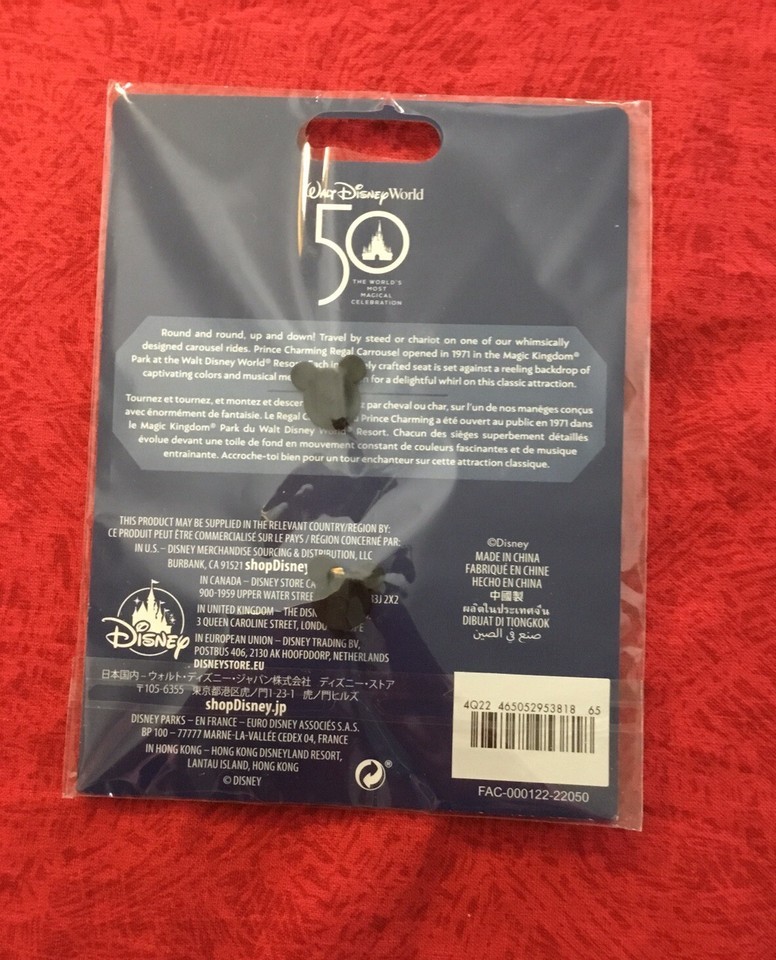 Walt Disney World
50
THE WORLD'S
MOST
MAGICAL
CELEBRATION
Round and round, up and down! Travel by steed or chariot on one of our whimsically
designed carousel rides. Prince Charming Regal Carrousel opened in 1971 in the Magic Kingdom®
Park at the Walt Disney World® crafted seat is set against a reeling backdrop of
captivating colors and musical for a delightful whirl on this classic attraction.
Tournez et tournez, et montez et par cheval ou char, sur l'un de nos manèges conçus
avec énormément de fantaisie. Le Regal Prince Charming a été ouvert au public en 1971 dans
le Magic Kingdom® Park du Walt Disney World® Resort. Chacun des sièges superbement détaillés
évolue devant une toile de fond en mouvement constant de couleurs fascinantes et de musique
entraînante. Accroche-toi bien pour un tour enchanteur sur cette attraction classique.
THIS PRODUCT MAY BE SUPPLIED IN THE RELEVANT COUNTRY/REGION BY:
CE PRODUIT PEUT ÊTRE COMMERCIALISÉ SUR LE PAYS / RÉGION CONCERNÉ PAR:
IN U.S. – DISNEY MERCHANDISE SOURCING & DISTRIBUTION, LLC
BURBANK, CA 91521 shopDisney
IN CANADA – DISNEY STORE
900-1959 UPPER WATER STREET 3J 2X2
IN UNITED KINGDOM – THE
3 QUEEN CAROLINE STREET,
IN EUROPEAN UNION – DISNEY TRADING BV,
POSTBUS 406, 2130 AK HOOFDDORP, NETHERLANDS
DISNEYSTORE.EU
Disney
日本国内 – ウォルト・ディズニー・ジャパン株式会社 ディズニー・ストア
〒105-6355 東京都港区虎ノ門1-23-1 虎ノ門ヒルズ
shopDisney.jp
DISNEY PARKS – EN FRANCE – EURO DISNEY ASSOCIÉS S.A.S.
BP 100 – 77777 MARNE-LA-VALLÉE CEDEX 04, FRANCE
IN HONG KONG – HONG KONG DISNEYLAND RESORT,
LANTAU ISLAND, HONG KONG
© DISNEY
®
©Disney
MADE IN CHINA
FABRIQUÉ EN CHINE
HECHO EN CHINA
中國製
ผลิตในประเทศจีน
DIBUAT DI TIONGKOK
صنع في الصين
4Q22 465052953818 65
FAC-000122-22050